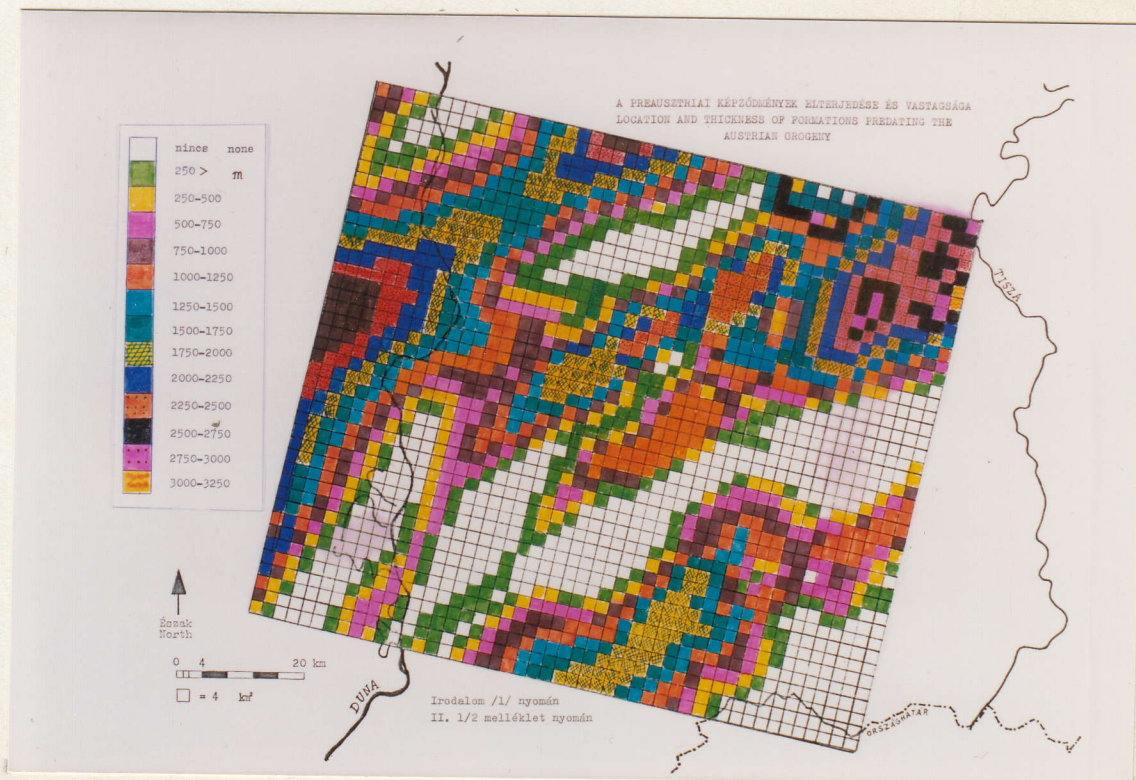 A PREAUSZTRIAI KÉPZŐDMÉNYEK ELTERJEDÉSE ÉS VASTAGSÁGA
LOCATION AND THICKNESS OF FORMATIONS PREDATING THE
AUSTRIAN OROGENY
nincs none
250 > m
250-500
500-750
750-1000
1000-1250
1250-1500
1500-1750
1750-2000
2000-2250
2250-2500
2500-2750
2750-3000
3000-3250
TISZA
Észak
North
0 4 20 km
= 4 km²
DUNA
Irodalom /1/ nyomán
II. 1/2 melléklet nyomán
ORSZÁGHATÁR